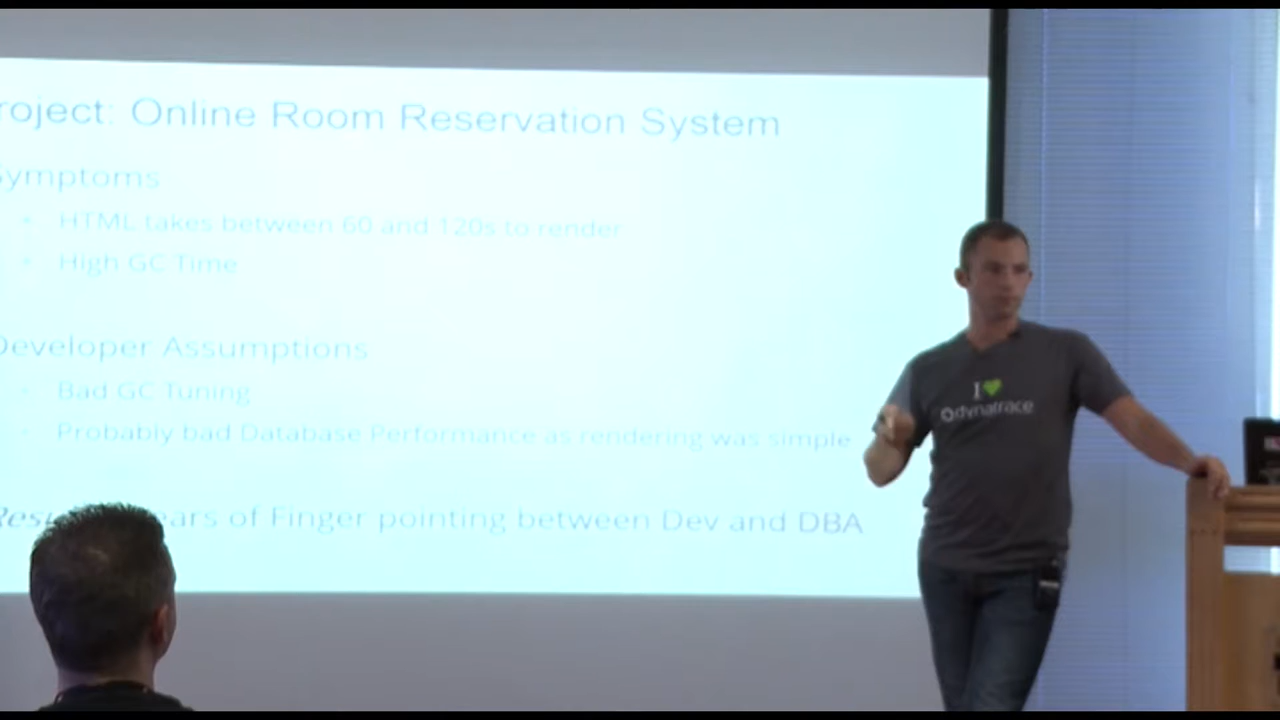 roject: Online Room Reservation System
ymptoms
HTML takes between 60 and 120s to render
High GC Time
Developer Assumptions
Bad GC Tuning
Probably bad Database Performance as rendering was simple
Resu ears of Finger pointing between Dev and DBA
I
dynatrace